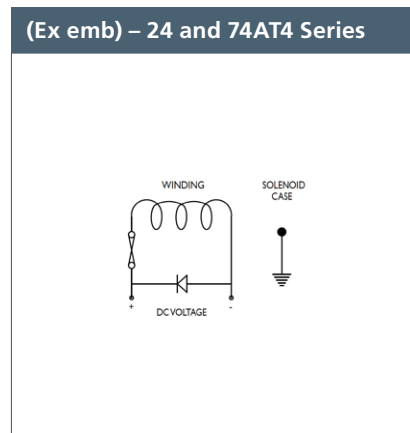 (Ex emb) – 24 and 74AT4 Series
WINDING
SOLENOID
CASE
+
-
DC VOLTAGE